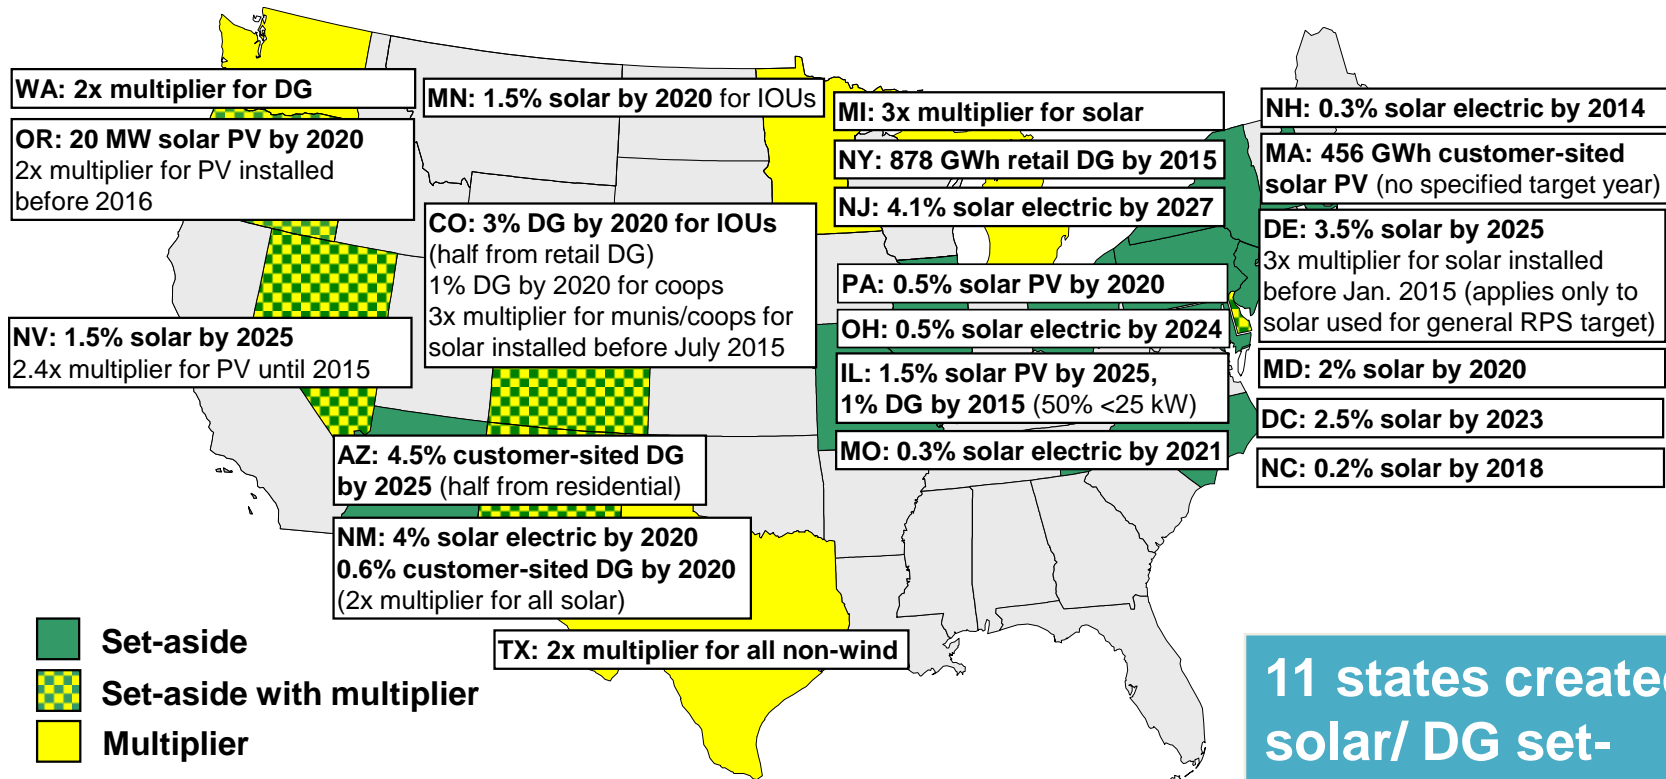 WA: 2x multiplier for DG
OR: 20 MW solar PV by 2020
2x multiplier for PV installed
before 2016
NV: 1.5% solar by 2025
2.4x multiplier for PV until 2015
MN: 1.5% solar by 2020 for IOUs
CO: 3% DG by 2020 for IOUs
(half from retail DG)
1% DG by 2020 for coops
3x multiplier for munis/coops for
solar installed before July 2015
AZ: 4.5% customer-sited DG
by 2025 (half from residential)
NM: 4% solar electric by 2020
0.6% customer-sited DG by 2020
(2x multiplier for all solar)
TX: 2x multiplier for all non-wind
MI: 3x multiplier for solar
NY: 878 GWh retail DG by 2015
NJ: 4.1% solar electric by 2027
PA: 0.5% solar PV by 2020
OH: 0.5% solar electric by 2024
IL: 1.5% solar PV by 2025,
1% DG by 2015 (50% <25 kW)
MO: 0.3% solar electric by 2021
NH: 0.3% solar electric by 2014
MA: 456 GWh customer-sited
solar PV (no specified target year)
DE: 3.5% solar by 2025
3x multiplier for solar installed
before Jan. 2015 (applies only to
solar used for general RPS target)
MD: 2% solar by 2020
DC: 2.5% solar by 2023
NC: 0.2% solar by 2018
Set-aside
Set-aside with multiplier
Multiplier
11 states created
solar/ DG set-